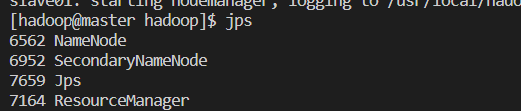 slave01: starting nodemanager, logging to /usr/local/hado
[hadoop@master hadoop]$ jps
6562 NameNode
6952 SecondaryNameNode
7659 Jps
7164 ResourceManager